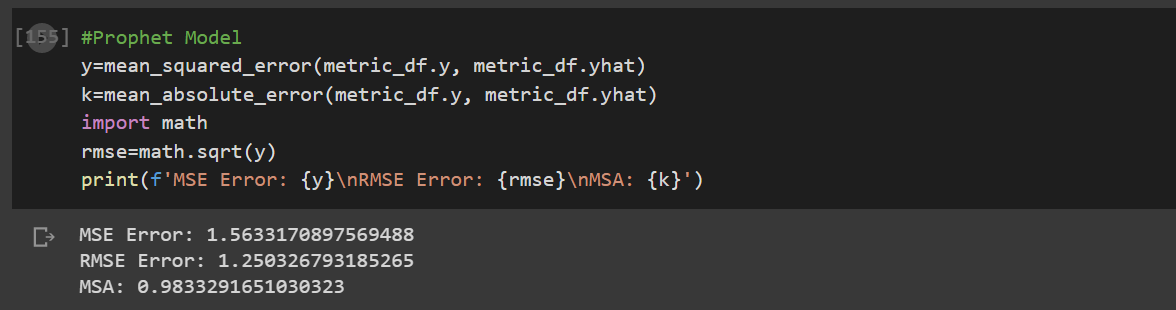 [155] #Prophet Model
y=mean_squared_error(metric_df.y, metric_df.yhat)
k=mean_absolute_error(metric_df.y, metric_df.yhat)
import math
rmse=math.sqrt(y)
print(f'MSE Error: {y}\nRMSE Error: {rmse}\nMSA: {k}')
MSE Error: 1.5633170897569488
RMSE Error: 1.250326793185265
MSA: 0.9833291651030323